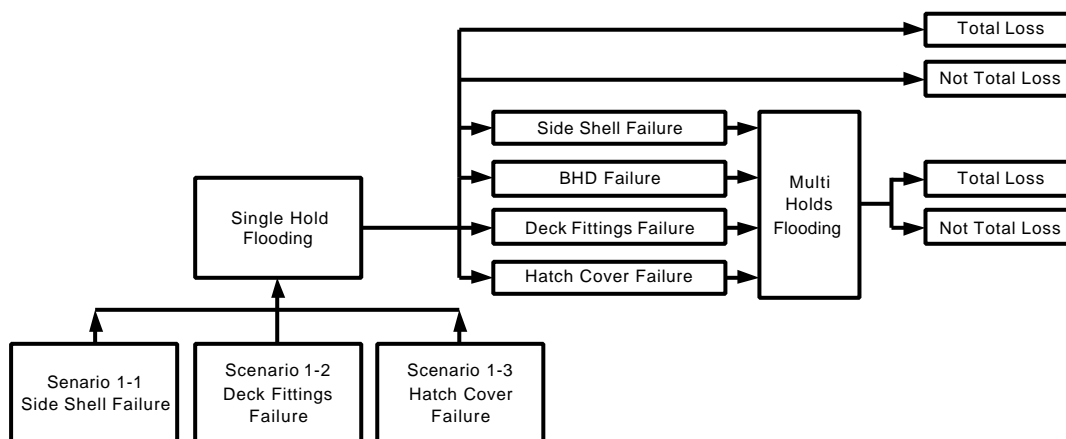 Total Loss
Not Total Loss
Side Shell Failure
BHD Failure
Deck Fittings Failure
Hatch Cover Failure
Single Hold
Flooding
Multi
Holds
Flooding
Total Loss
Not Total Loss
Senario 1-1
Side Shell Failure
Scenario 1-2
Deck Fittings
Failure
Scenario 1-3
Hatch Cover
Failure